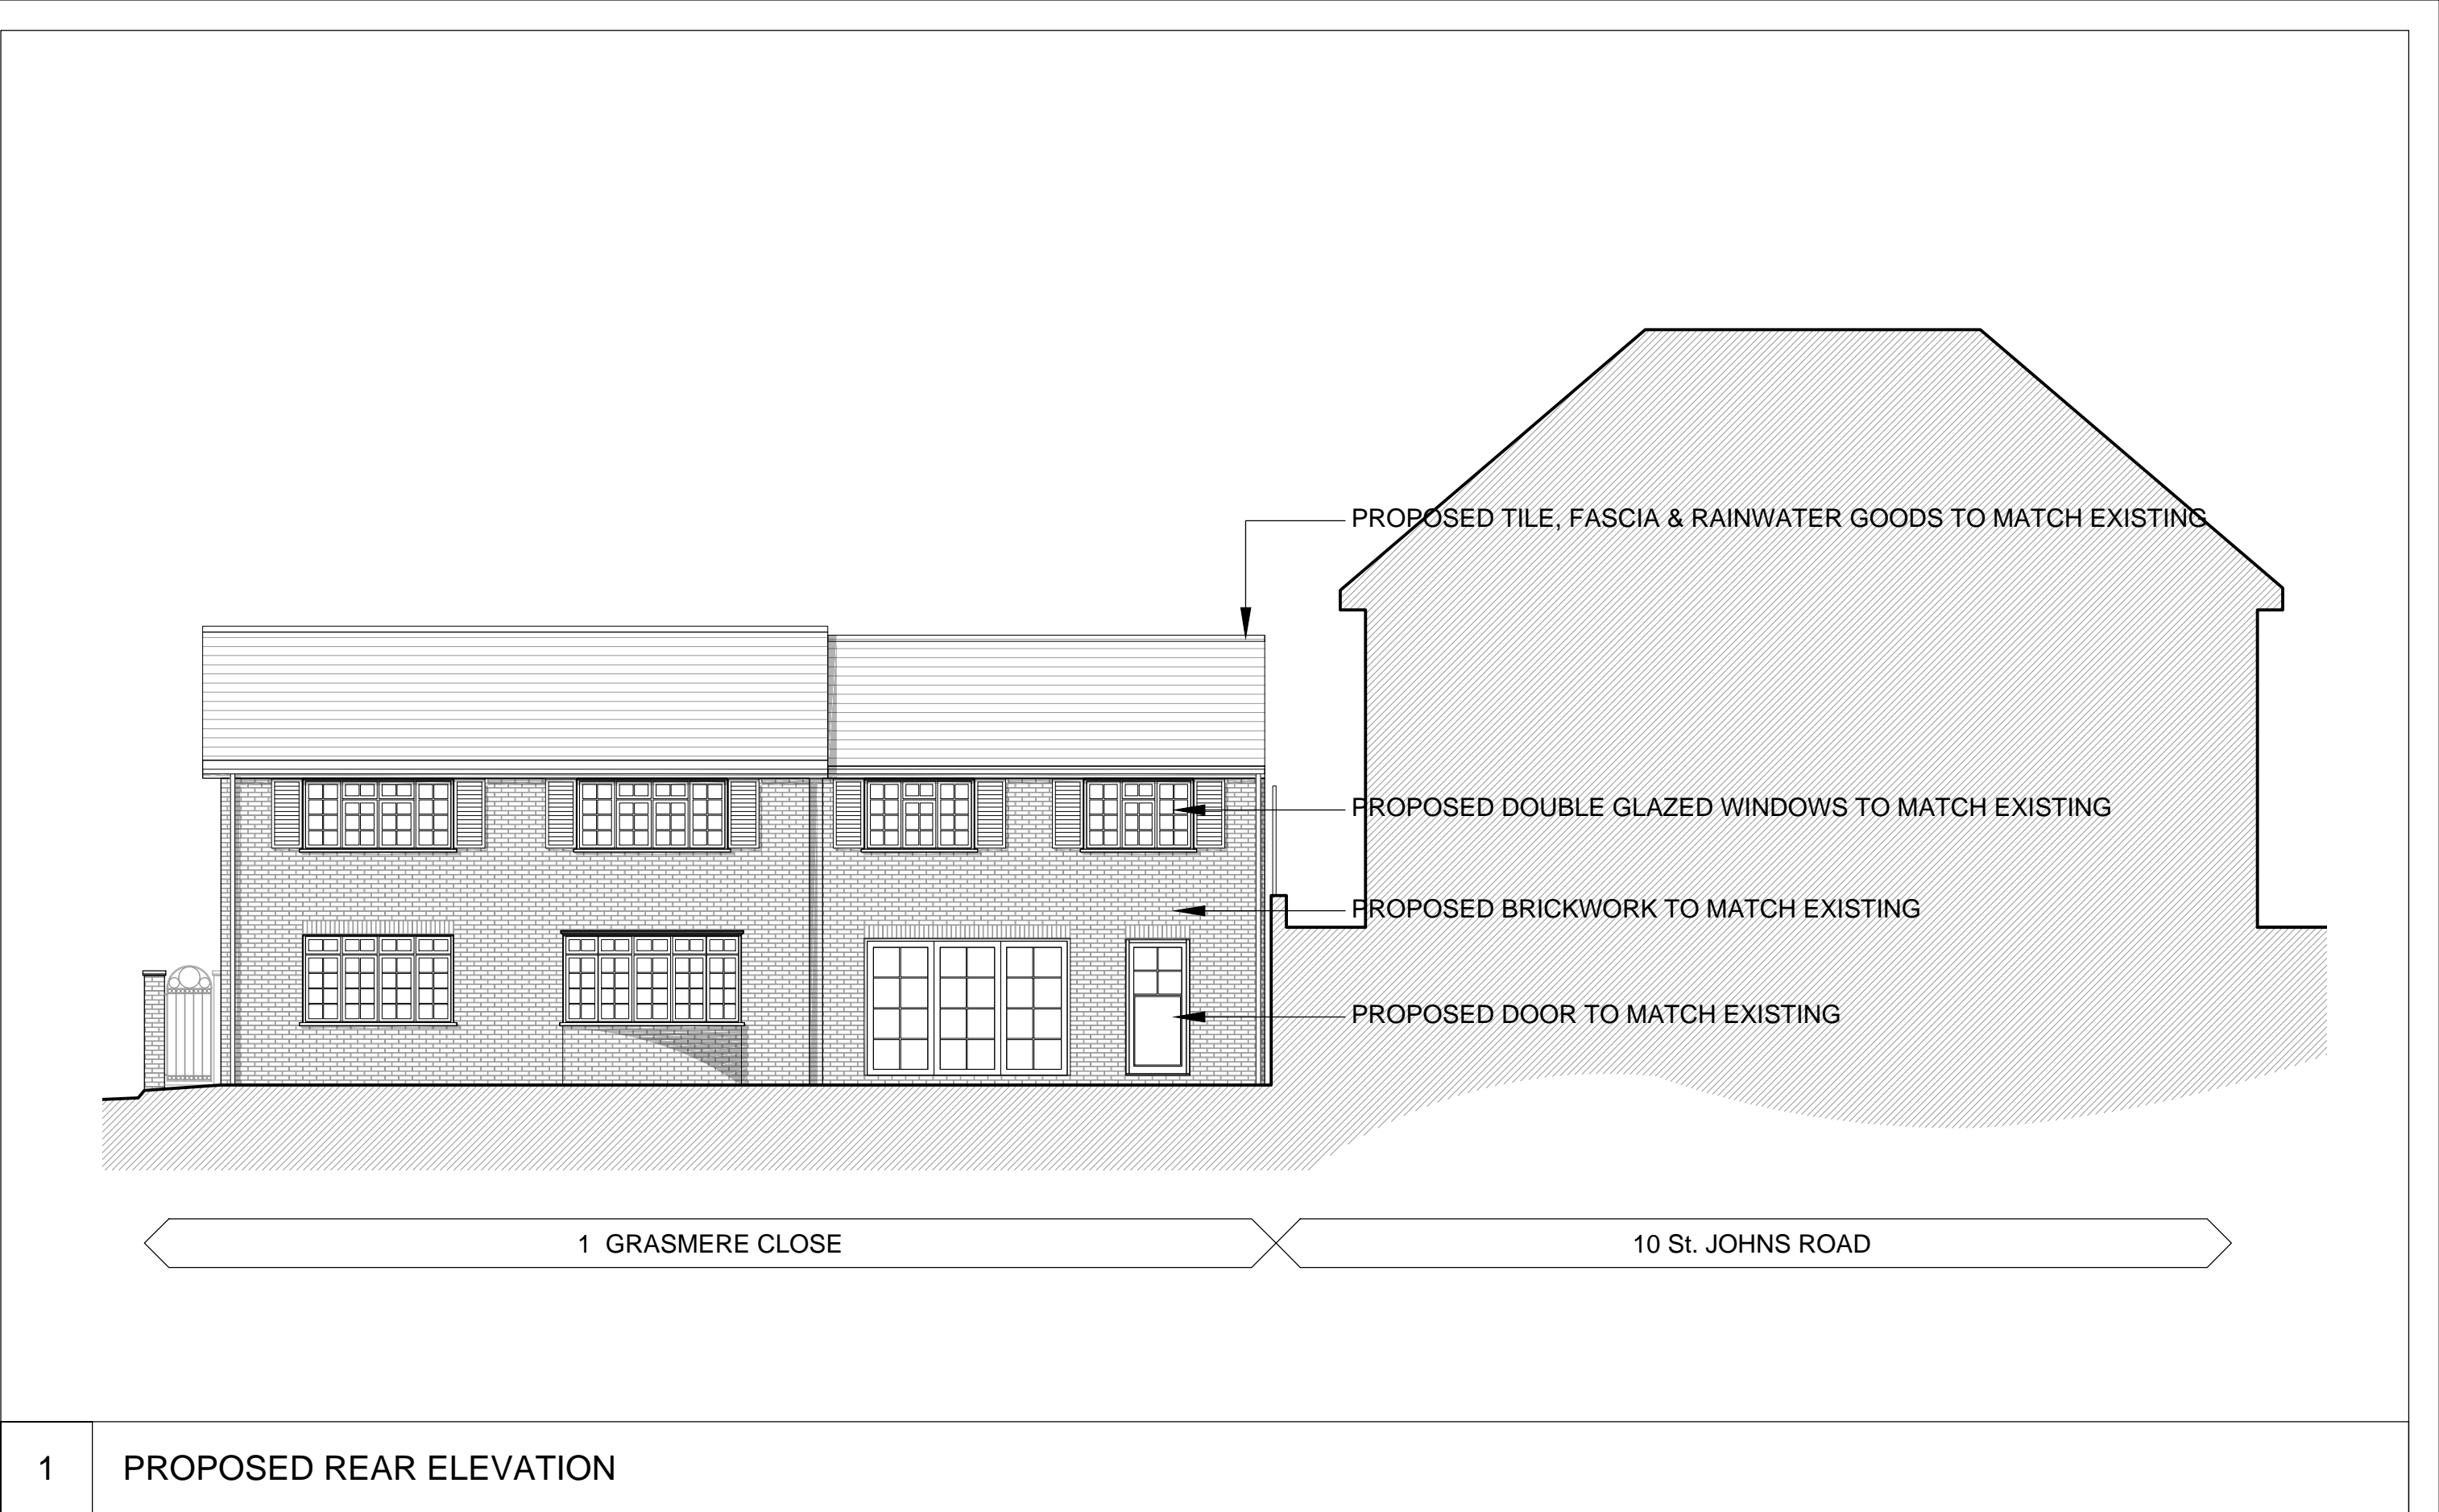 PROPOSED TILE, FASCIA & RAINWATER GOODS TO MATCH EXISTING
PROPOSED DOUBLE GLAZED WINDOWS TO MATCH EXISTING
PROPOSED BRICKWORK TO MATCH EXISTING
PROPOSED DOOR TO MATCH EXISTING
1 GRASMERE CLOSE
10 St. JOHNS ROAD
1 PROPOSED REAR ELEVATION